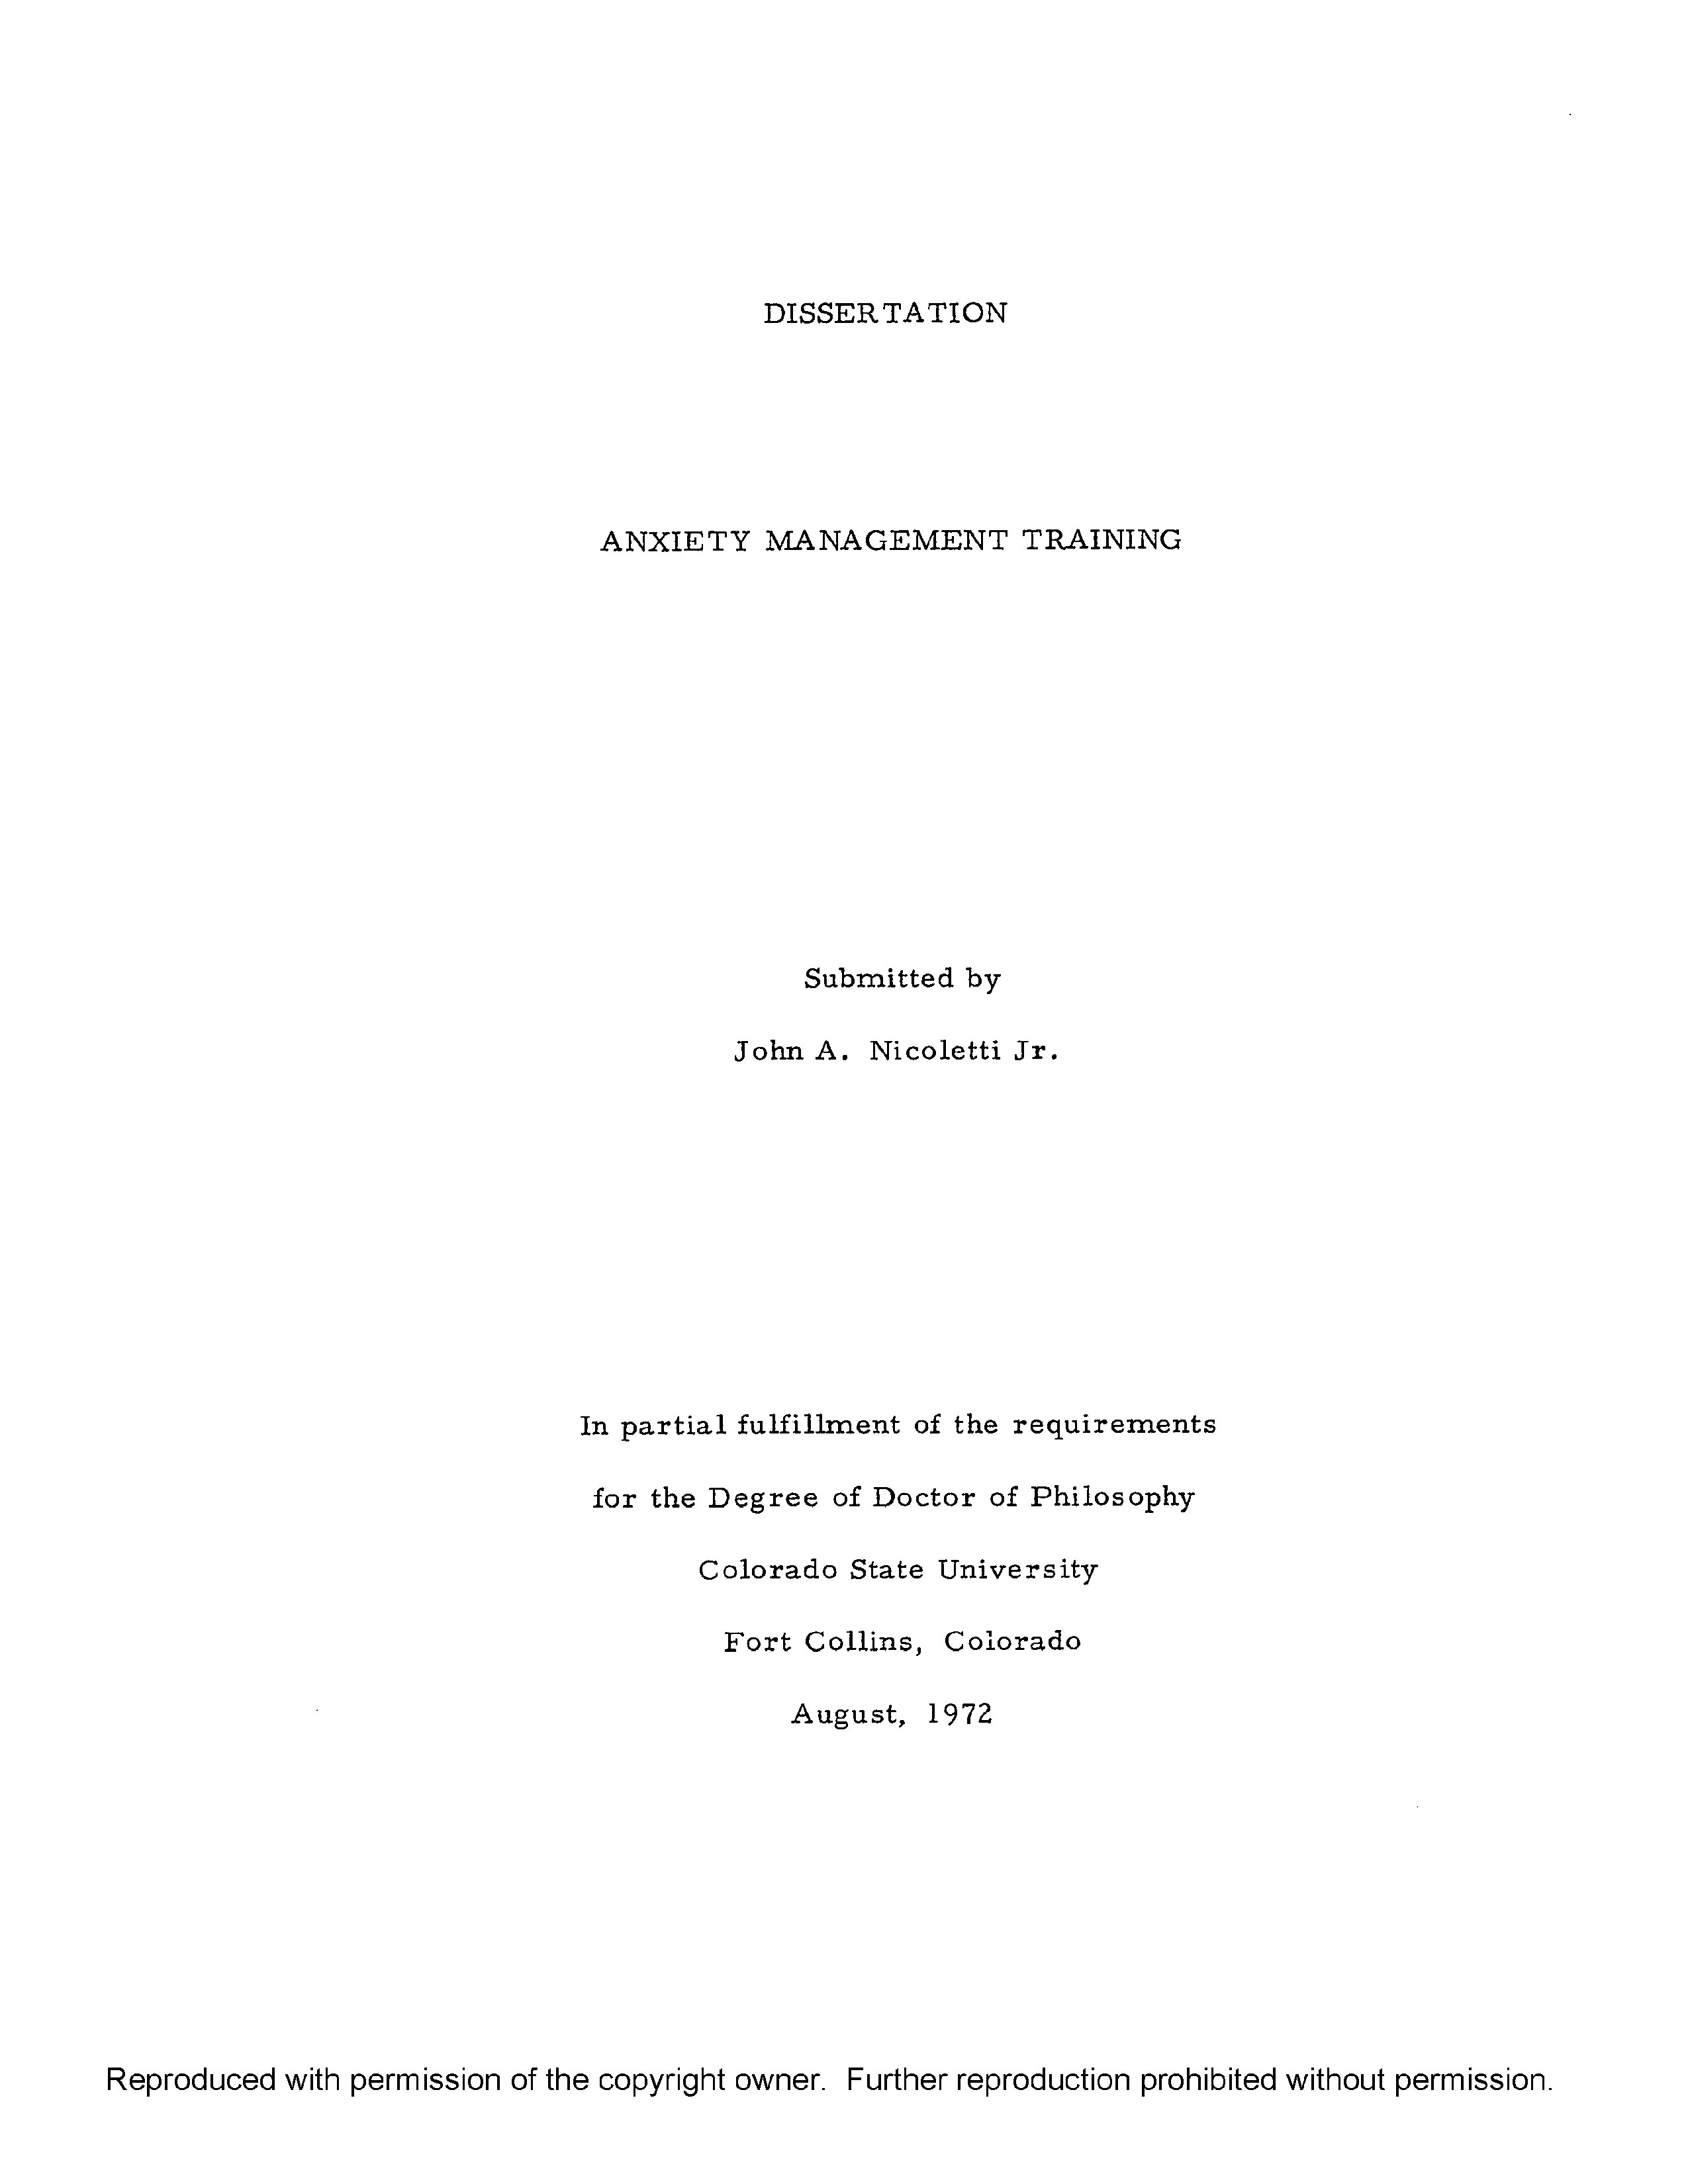 DISSERTATION
ANXIETY MANAGEMENT TRAINING
Submitted by
John A. Nicoletti Jr.
In partial fulfillment of the requirements
for the Degree of Doctor of Philosophy
Colorado State University
Fort Collins, Colorado
August, 1972
Reproduced with permission of the copyright owner. Further reproduction prohibited without permission.